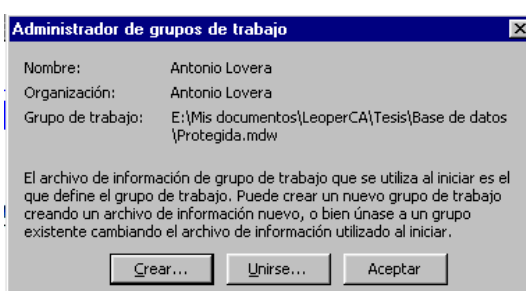 Administrador de grupos de trabajo
Nombre: Antonio Lovera
Organización: Antonio Lovera
Grupo de trabajo: E:\Mis documentos\LeoperCA\Tesis\Base de datos
\Protegida.mdw
El archivo de información de grupo de trabajo que se utiliza al iniciar es el
que define el grupo de trabajo. Puede crear un nuevo grupo de trabajo
creando un archivo de información nuevo, o bien únase a un grupo
existente cambiando el archivo de información utilizado al iniciar.
Crear... Unirse... Aceptar